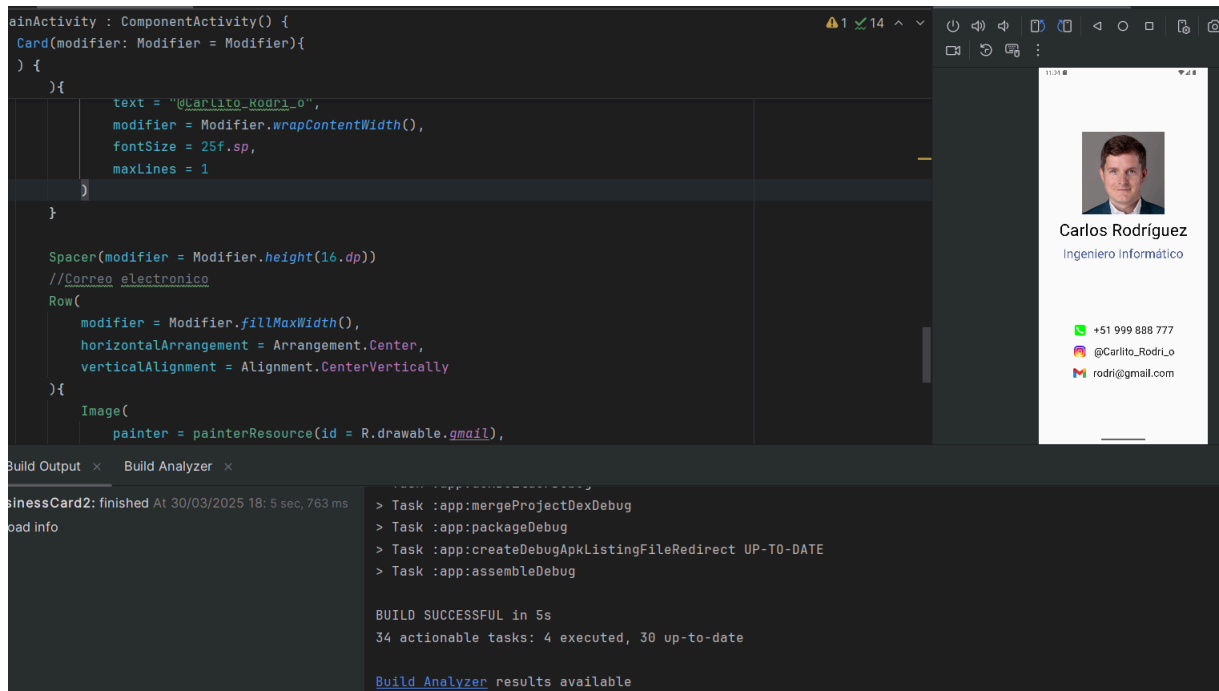 ainActivity : ComponentActivity() {
1 14
Card(modifier: Modifier = Modifier){
) {
){
text = "@Carlito_Rodri_o",
modifier = Modifier.wrapContentWidth(),
fontSize = 25f.sp,
maxLines = 1
)
}
Spacer(modifier = Modifier.height(16.dp))
//Correo electronico
Row(
modifier = Modifier.fillMaxWidth(),
horizontalArrangement = Arrangement.Center,
verticalAlignment = Alignment.CenterVertically
){
Image(
painter = painterResource(id = R.drawable.gmail),
Carlos Rodríguez
Ingeniero Informático
+51 999 888 777
@Carlito_Rodri_o
rodri@gmail.com
Build Output × Build Analyzer ×
sinessCard2: finished At 30/03/2025 18: 5 sec, 763 ms
oad info
> Task :app:mergeProjectDexDebug
> Task :app:packageDebug
> Task :app:createDebugApkListingFileRedirect UP-TO-DATE
> Task :app:assembleDebug
BUILD SUCCESSFUL in 5s
34 actionable tasks: 4 executed, 30 up-to-date
Build Analyzer results available